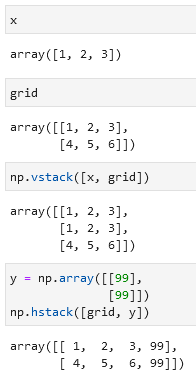 x
array([1, 2, 3])
grid
array([[1, 2, 3],
       [4, 5, 6]])
np.vstack([x, grid])
array([[1, 2, 3],
       [1, 2, 3],
       [4, 5, 6]])
y = np.array([[99],
              [99]])
np.hstack([grid, y])
array([[ 1,  2,  3, 99],
       [ 4,  5,  6, 99]])